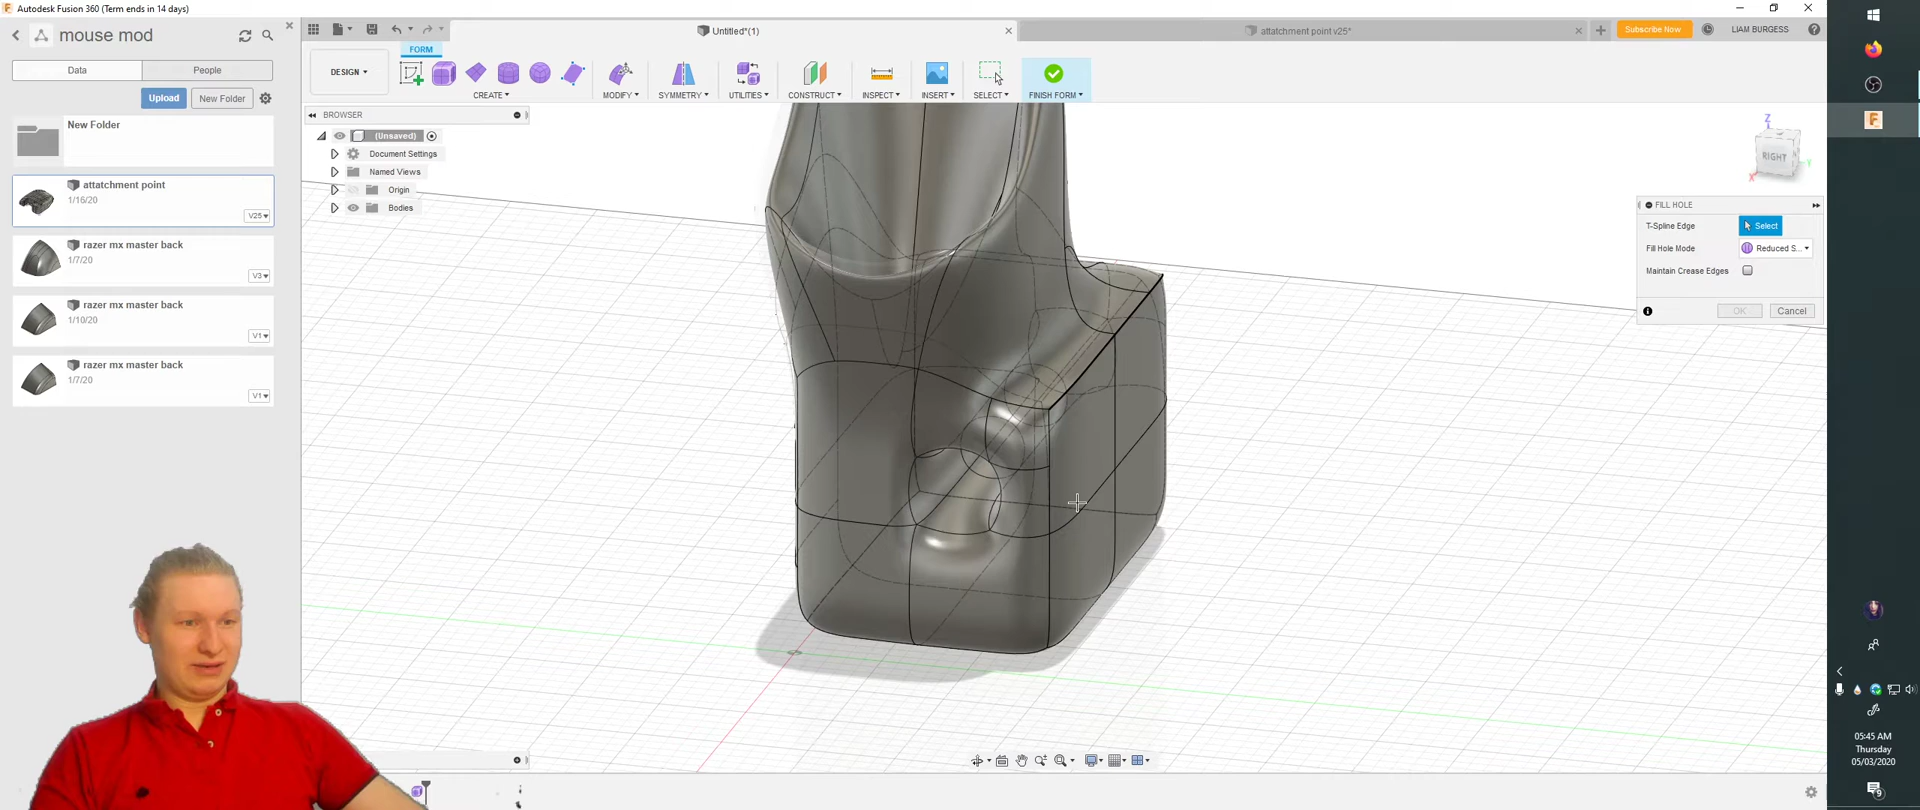 Autodesk Fusion 360 (Term ends in 14 days)
mouse mod
Data
People
Upload
New Folder
New Folder
attatchment point
1/16/20
V25
razer mx master back
1/7/20
V3
razer mx master back
1/10/20
V1
razer mx master back
1/7/20
V1
Untitled*(1)
attatchment point v25*
Subscribe Now
LIAM BURGESS
FORM
DESIGN
CREATE
MODIFY
SYMMETRY
UTILITIES
CONSTRUCT
INSPECT
INSERT
SELECT
FINISH FORM
BROWSER
(Unsaved)
Document Settings
Named Views
Origin
Bodies
Z
RIGHT
X
Y
FILL HOLE
T-Spline Edge
Select
Fill Hole Mode
Reduced S...
Maintain Crease Edges
OK
Cancel
05:45 AM
Thursday
05/03/2020
9